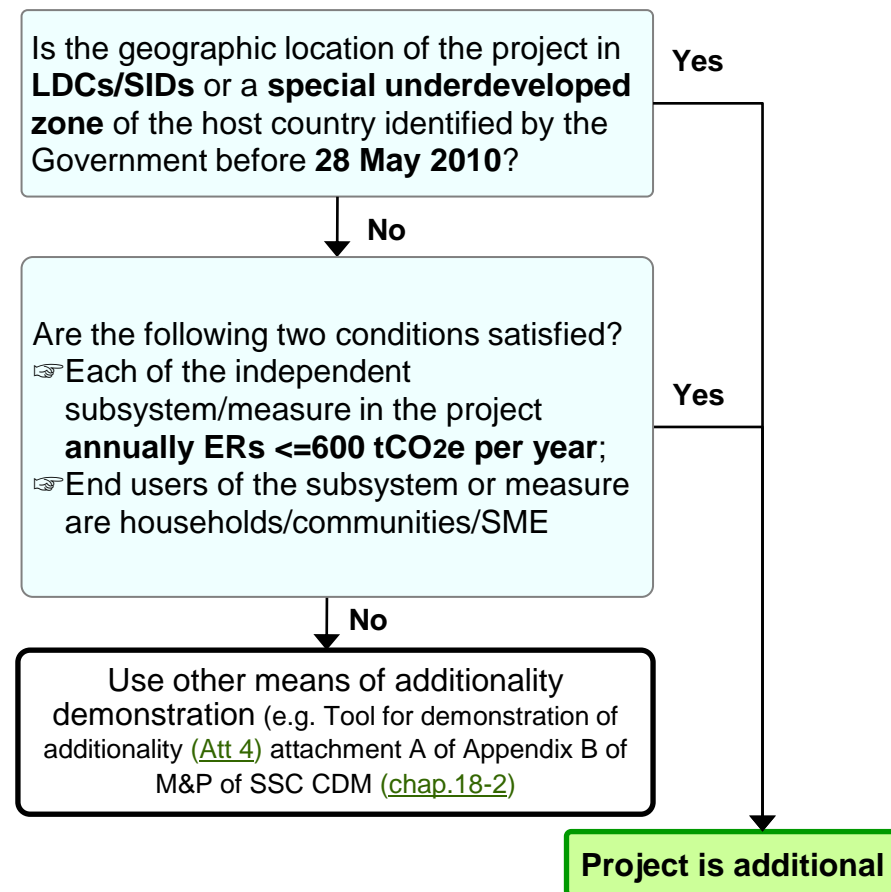 Is the geographic location of the project in
LDCs/SIDs or a special underdeveloped
zone of the host country identified by the
Government before 28 May 2010?
Yes
No
Are the following two conditions satisfied?
☞Each of the independent
subsystem/measure in the project
annually ERs <=600 tCO2e per year;
☞End users of the subsystem or measure
are households/communities/SME
Yes
No
Use other means of additionality
demonstration (e.g. Tool for demonstration of
additionality (Att 4) attachment A of Appendix B of
M&P of SSC CDM (chap.18-2)
Project is additional